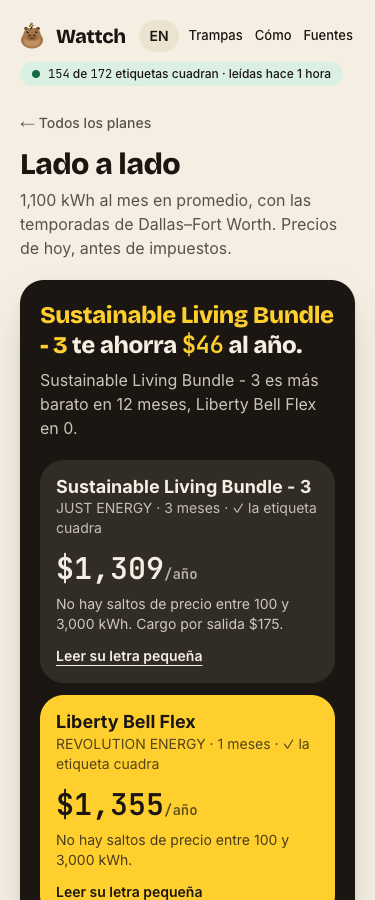 Wattch
EN
Trampas
Cómo
Fuentes
154 de 172 etiquetas cuadran · leídas hace 1 hora
← Todos los planes
Lado a lado
1,100 kWh al mes en promedio, con las
temporadas de Dallas–Fort Worth. Precios
de hoy, antes de impuestos.
Sustainable Living Bundle
- 3 te ahorra $46 al año.
Sustainable Living Bundle - 3 es más
barato en 12 meses, Liberty Bell Flex
en 0.
Sustainable Living Bundle - 3
JUST ENERGY · 3 meses · ✓ la etiqueta
cuadra
$1,309/año
No hay saltos de precio entre 100 y
3,000 kWh. Cargo por salida $175.
Leer su letra pequeña
Liberty Bell Flex
REVOLUTION ENERGY · 1 meses · ✓ la
etiqueta cuadra
$1,355/año
No hay saltos de precio entre 100 y
3,000 kWh.
Leer su letra pequeña